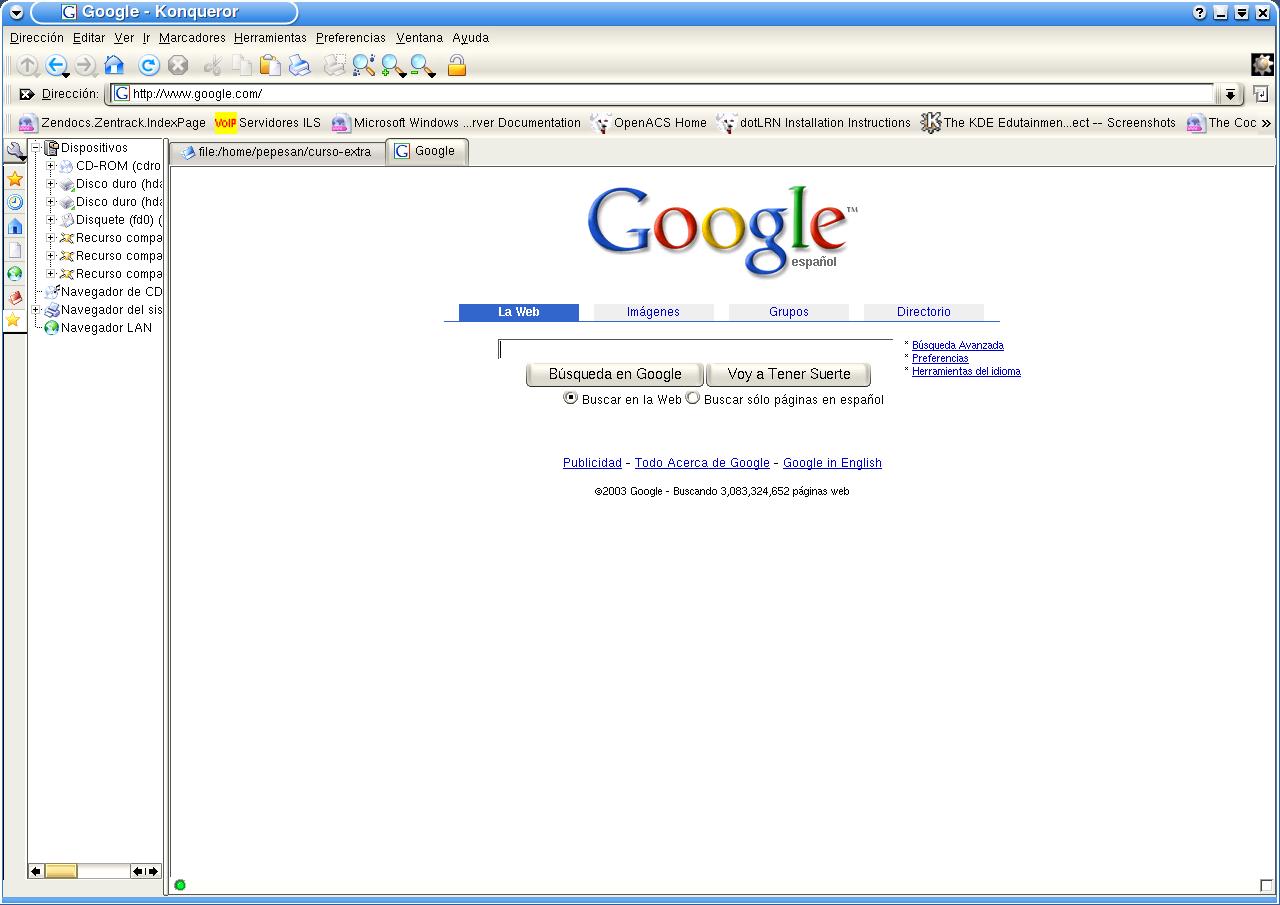 Google - Konqueror
Dirección Editar Ver Ir Marcadores Herramientas Preferencias Ventana Ayuda
Dirección: http://www.google.com/
Zendocs.Zentrack.IndexPage VoIP Servidores ILS Microsoft Windows ...rver Documentation OpenACS Home dotLRN Installation Instructions The KDE Edutainmen...ect -- Screenshots The Coc »
Dispositivos
CD-ROM (cdro
Disco duro (hda
Disco duro (hda
Disquete (fd0) (
Recurso compa
Recurso compa
Recurso compa
Navegador de CD
Navegador del sis
Navegador LAN
file:/home/pepesan/curso-extra Google
Google™
español
La Web Imágenes Grupos Directorio
* Búsqueda Avanzada
* Preferencias
* Herramientas del idioma
Búsqueda en Google Voy a Tener Suerte
Buscar en la Web Buscar sólo páginas en español
Publicidad - Todo Acerca de Google - Google in English
©2003 Google - Buscando 3,083,324,652 páginas web